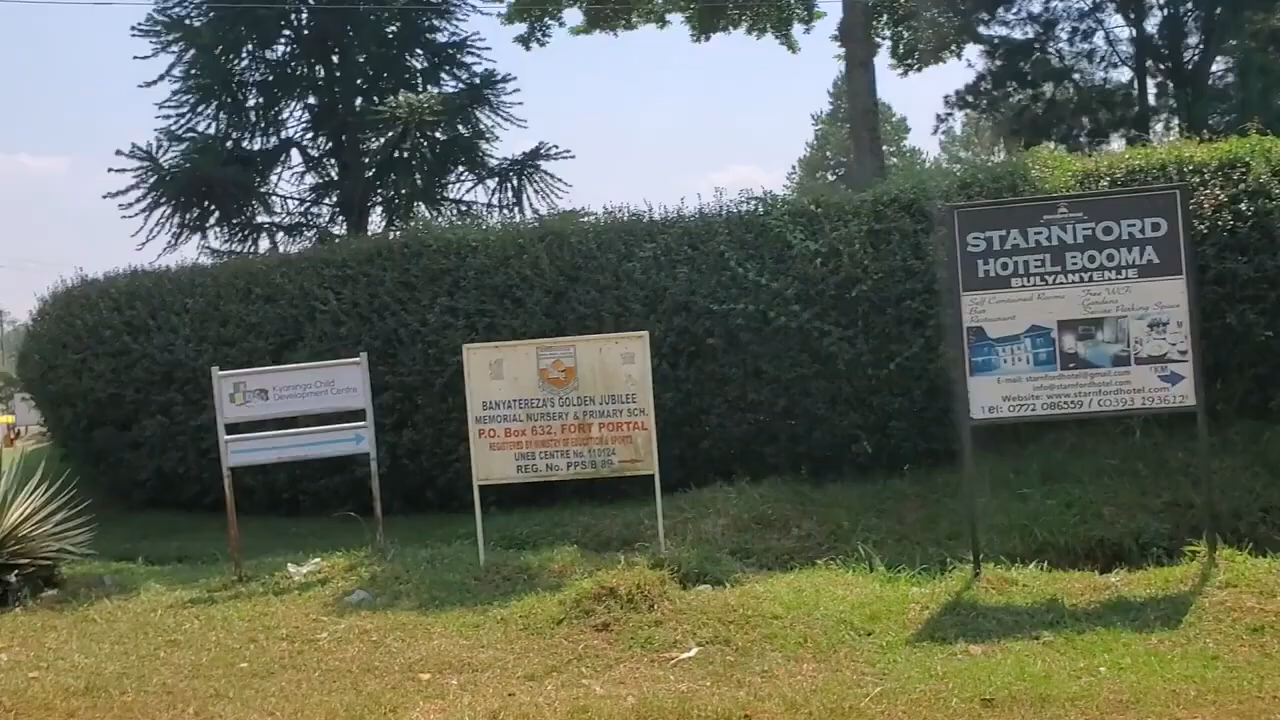 Kyaninga Child
Development Centre
BANYATEREZA'S GOLDEN JUBILEE
MEMORIAL NURSERY & PRIMARY SCH.
P.O. Box 632, FORT PORTAL
REGISTERED BY MINISTRY OF EDUCATION & SPORTS
UNEB CENTRE No. 110124
REG. No. PPS/B 89
STARNFORD
HOTEL BOOMA
BULYANYENJE
Self Contained Rooms
Bar
Restaurant
Free WiFi
Gardens
Secure Parking Space
E-mail: starnfordhotel@gmail.com
info@starnfordhotel.com
Website: www.starnfordhotel.com
Tel: 0772 086559 / (0393 293612)